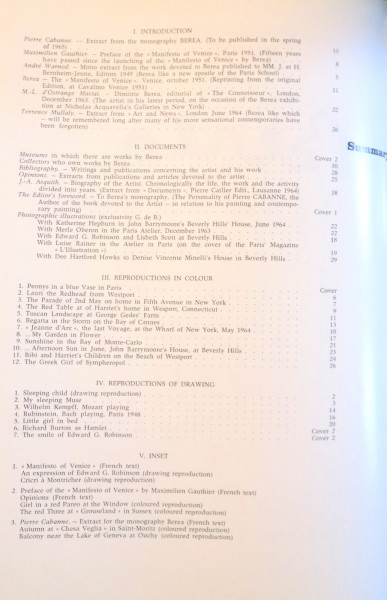 I. INTRODUCTION
Pierre Cabanne. — Extract from the monography BEREA. (To be published in the spring
of 1965)
Maximilien Gauthier. — Preface of the « Manifesto of Venice », Paris 1951. (Fifteen years
have passed since the launching of the « Manifesto of Venice » by Berea)
André Warnod. — Mono extract from the work devoted to Berea published to MM. J. et H.
Bernheim-Jeune, Edition 1949 (Berea like a new apostle of the Paris School)
Berea — The « Manifesto of Venice ». Venice, october 1951. (Reprinting from the original
Edition, at Cavalino Venise 1951)
December 1963. (The artist in his latest period, on the occasion of the Berea exhibi-
tion at Nicholas Acquavella's Galleries in New York)
Terrence Mullaly. — Extract from « Art and News », London June 1964 (Berea like which
— will be remembered long after many of his more sensational contemporaries have
been forgotten)
Summary
II. DOCUMENTS
Museums in which there are works by Berea
Cover 2
Collectors who own works by Berea
Bibliography. — Writings and publications concerning the artist and his work
Opinions. — Extracts from publications and articles devoted to the artist
J.-A. Auguth. — Biography of the Artist. Chronologically the life, the work and the activity
divided into years. (Extract from « Documents », Pierre Cailler Edit., Lausanne 1964)
The Editor's foreword. — To Berea's monography. (The Personality of Pierre CABANNE, the
Author of the book devoted to the Artist — in relation to his painting and contempo-
rary painting)
Photographic illustrations (exclusivity G. de B.)
Cover 1
With Katherine Hepburn in John Barrymoore's Beverly Hills' House, June 1964
With Merle Oberon in the Paris Atelier, December 1963
With Edward G. Robinson and Lisbeth Scott at Beverly Hills
With Luise Rainer in the Atelier in Paris (on the cover of the Paris' Magazine
« L'Illustration »)
With Dee Hartford Hawks to Denise Vincente Minelli's House in Beverly Hills
III. REPRODUCTIONS IN COLOUR
1. Peonys in a blue Vase in Paris
Cover
2. Lauri the Redhead from Westport
3. The Parade of 2nd May on home in Fifth Avenue in New York
4. The Red Table at of Harriet's home in Westport, Connecticut
5. Tuscan Landscape at George Gedes' Farm
6. Regatta in the Storm on the Bay of Cannes
7. « Jeanne d'Arc », the last Voyage, at the Wharf of New York, May 1964
8. ... My Garden in Flower
9. Sunshine in the Bay of Monte-Carlo
10. ... Afternoon Sun in June, John Barrymoore's House, at Beverly Hills
11. Bibi and Harriet's Children on the Beach of Westport
12. The Greek Girl of Symphenpol
IV. REPRODUCTIONS OF DRAWING
1. Sleeping child (drawing reproduction)
2. My sleeping Muse
3. Wilhelm Kempff, Mozart playing
4. Rubinstein, Bach playing, Paris 1948
5. Little girl in bed
6. Richard Burton as Hamlet
Cover 2
7. The smile of Edward G. Robinson
Cover 2
V. INSET
1. « Manifesto of Venice » (French text)
An expression of Edward G. Robinson (drawing reproduction)
Cricri à Montricher (drawing reproduction)
2. Preface of the « Manifesto of Venice » by Maximilien Gauthier (French text)
Opinions (French text)
Girl in a red Pareo at the Window (coloured reproduction)
The red Three at « Grouseland » in Sussex (coloured reproduction)
3. Pierre Cabanne. — Extract for the monography Berea (French text)
Autumn at « Chesa Veglia » in Saint-Moritz (coloured reproduction)
Balcony near the Lake of Geneva at Ouchy (coloured reproduction)